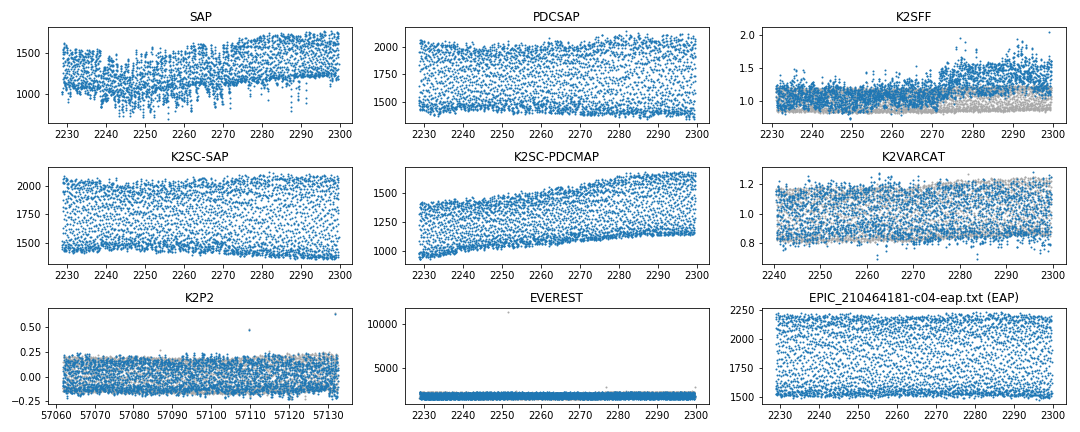 SAP
1500
1000
2230 2240 2250 2260 2270 2280 2290 2300
PDCSAP
2000
1750
1500
2230 2240 2250 2260 2270 2280 2290 2300
K2SFF
2.0
1.5
1.0
2230 2240 2250 2260 2270 2280 2290 2300
K2SC-SAP
2000
1750
1500
2230 2240 2250 2260 2270 2280 2290 2300
K2SC-PDCMAP
1500
1000
2230 2240 2250 2260 2270 2280 2290 2300
K2VARCAT
1.2
1.0
0.8
2240 2250 2260 2270 2280 2290 2300
K2P2
0.50
0.25
0.00
−0.25
57060 57070 57080 57090 57100 57110 57120 57130
EVEREST
10000
5000
2230 2240 2250 2260 2270 2280 2290 2300
EPIC_210464181-c04-eap.txt (EAP)
2250
2000
1750
1500
2230 2240 2250 2260 2270 2280 2290 2300